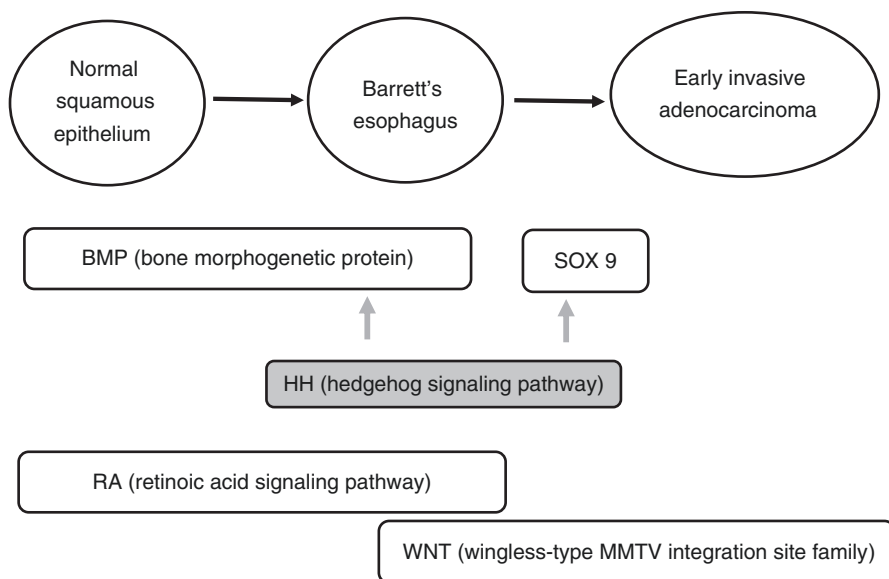 Normal
squamous
epithelium
Barrett’s
esophagus
Early invasive
adenocarcinoma
BMP (bone morphogenetic protein)
SOX 9
HH (hedgehog signaling pathway)
RA (retinoic acid signaling pathway)
WNT (wingless-type MMTV integration site family)